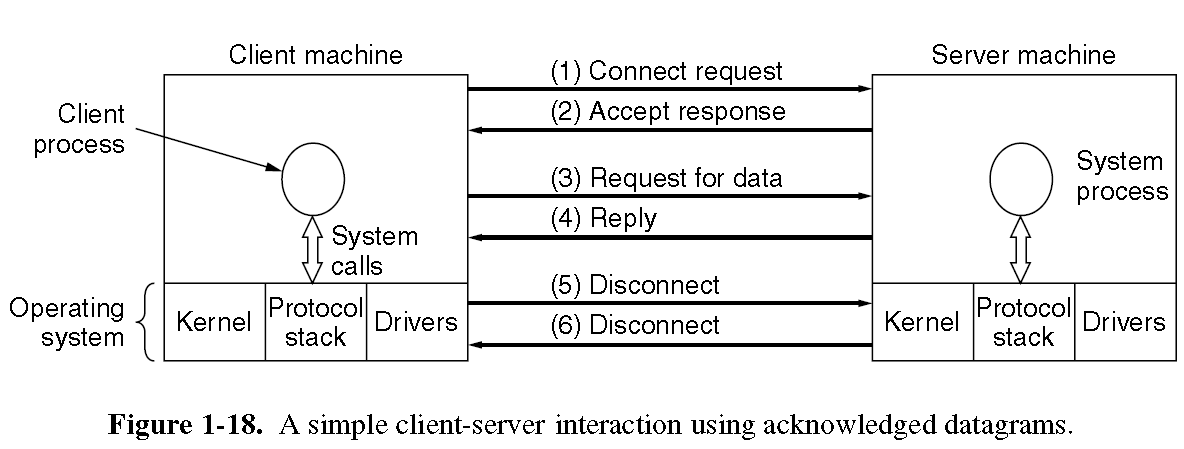 Client machine
Server machine
(1) Connect request
(2) Accept response
Client
process
(3) Request for data
System
process
(4) Reply
System
calls
(5) Disconnect
Operating
system
Kernel
Protocol
stack
Drivers
(6) Disconnect
Kernel
Protocol
stack
Drivers
Figure 1-18. A simple client-server interaction using acknowledged datagrams.